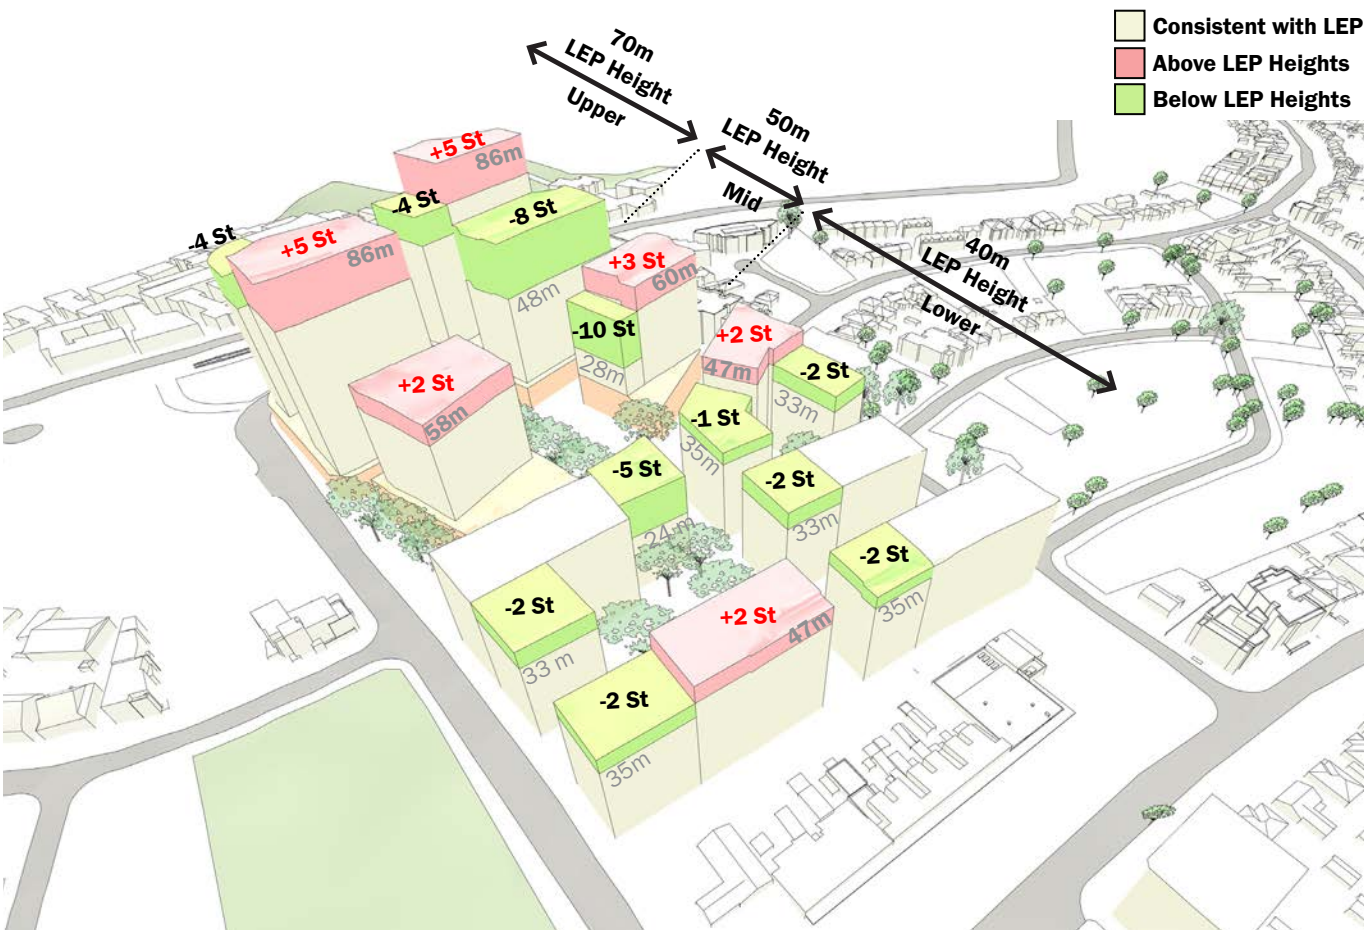 Consistent with LEP
Above LEP Heights
Below LEP Heights
70m
LEP Height
Upper
50m
LEP Height
Mid
40m
LEP Height
Lower
+5 St
86m
-4 St
-8 St
48m
-4 St
+5 St
86m
+3 St
60m
-10 St
28m
+2 St
47m
-2 St
33m
+2 St
58m
-1 St
35m
-5 St
24 m
-2 St
33m
-2 St
35m
-2 St
33 m
+2 St
47m
-2 St
35m